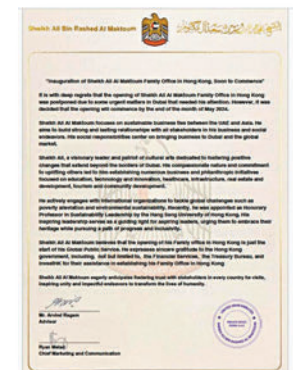 Sheikh Ali Bin Rashed Al Maktoum
"Inauguration of Sheikh Ali Al Maktoum Family Office in Hong Kong, Soon to Commence"
It is with deep regrets that the opening of Sheikh Ali Al Maktoum Family Office in Hong Kong
was postponed due to some urgent matters in Dubai that needed his attention. However, it was
decided that the opening will commence by the end of the month of May 2024.
Sheikh Ali Al Maktoum focuses on sustainable business ties between the UAE and Asia. He
aims to build strong and lasting relationships with all stakeholders in his business and social
endeavors. His social responsibilities center on bringing business to Dubai and the global
market.
Sheikh Ali, a visionary leader and patriot of cultural arts dedicated to fostering positive
changes that extend beyond the borders of Dubai. His compassionate nature and commitment
to uplifting others led to him establishing numerous business and philanthropic initiatives
focused on education, technology and innovation, healthcare, infrastructure, real estate and
development, tourism and community development.
He actively engages with international organizations to tackle global challenges such as
poverty alleviation and environmental sustainability. Recently, he was appointed as Honorary
Professor in Sustainability Leadership by the Hang Seng University of Hong Kong. His
inspiring leadership serves as a guiding light for aspiring leaders, urging them to embrace their
heritage while pursuing a path of progress and inclusivity.
Sheikh Ali Al Maktoum believes that the opening of his Family office in Hong Kong is just the
start of his Global Public Service. He expresses sincere gratitude to the Hong Kong
government, including, but not limited to, the Financial Services, the Treasury Bureau, and
InvestHK for their assistance in establishing his Family Office in Hong Kong
Sheikh Ali Al Maktoum eagerly anticipates fostering trust with stakeholders in every country he visits,
inspiring unity and impactful endeavors to transform the lives of humanity.
Mr. Arvind Ragem
Advisor
Ryan
Chief Marketing and Communication